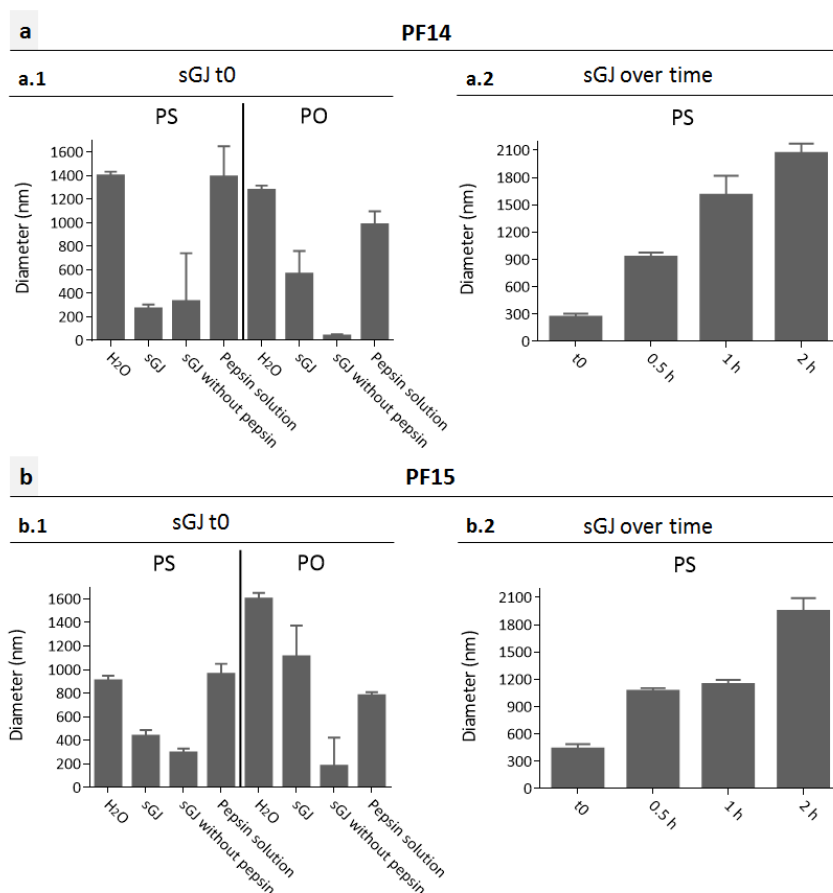 a
PF14
a.1 sGJ t0
PS PO
Diameter (nm)
1600
1400
1200
1000
800
600
400
200
0
H2O
sGJ
sGJ without pepsin
Pepsin solution
H2O
sGJ
sGJ without pepsin
Pepsin solution
a.2 sGJ over time
PS
Diameter (nm)
2100
1800
1500
1200
900
600
300
0
t0
0.5 h
1 h
2 h
b
PF15
b.1 sGJ t0
PS PO
Diameter (nm)
1600
1400
1200
1000
800
600
400
200
0
H2O
sGJ
sGJ without pepsin
Pepsin solution
H2O
sGJ
sGJ without pepsin
Pepsin solution
b.2 sGJ over time
PS
Diameter (nm)
2100
1800
1500
1200
900
600
300
0
t0
0.5 h
1 h
2 h